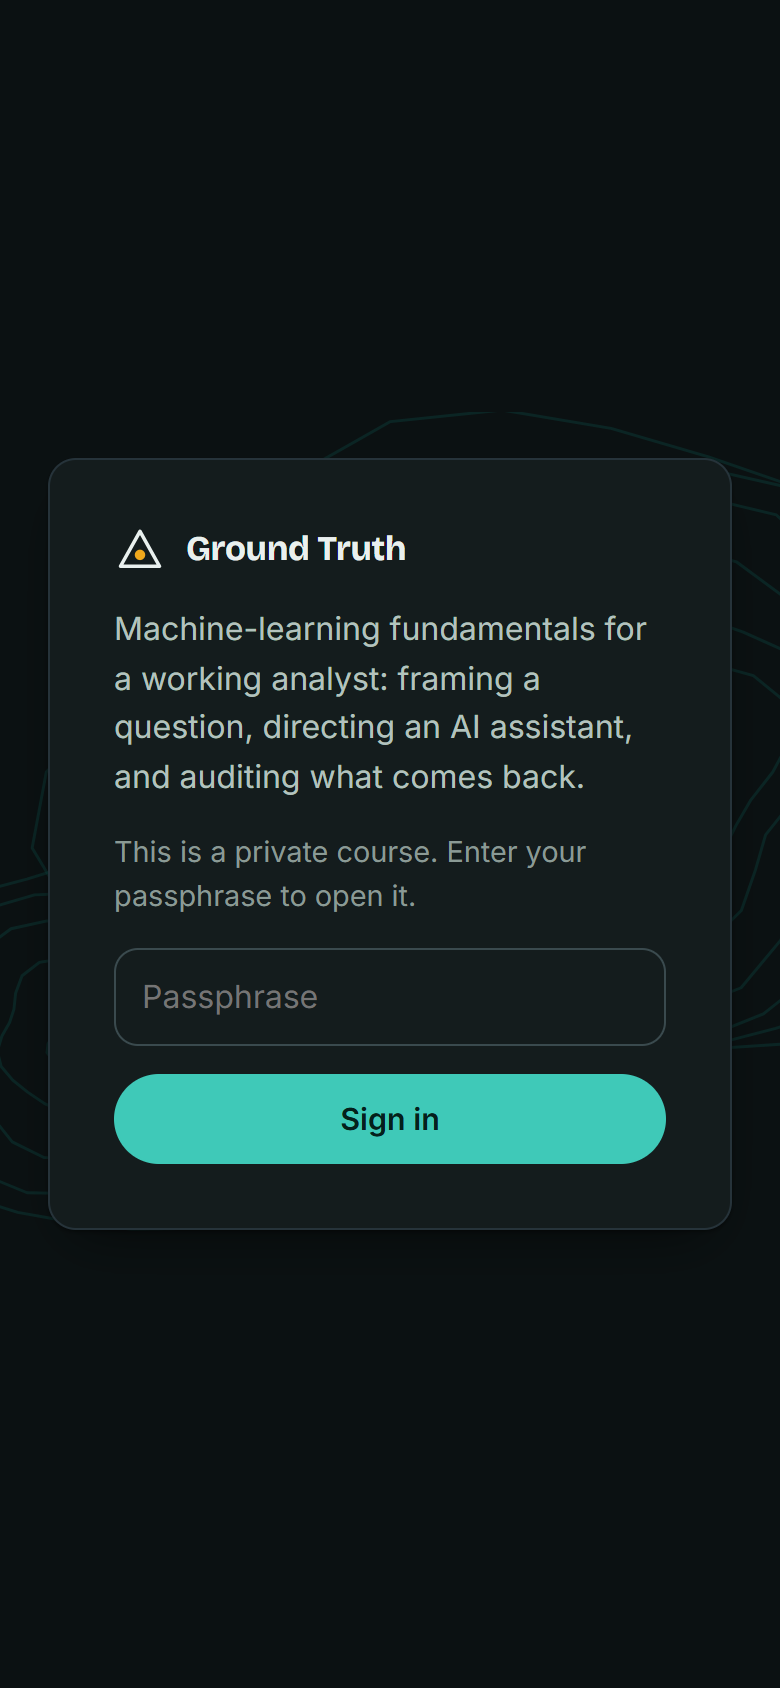 Ground Truth
Machine-learning fundamentals for
a working analyst: framing a
question, directing an AI assistant,
and auditing what comes back.
This is a private course. Enter your
passphrase to open it.
Passphrase
Sign in